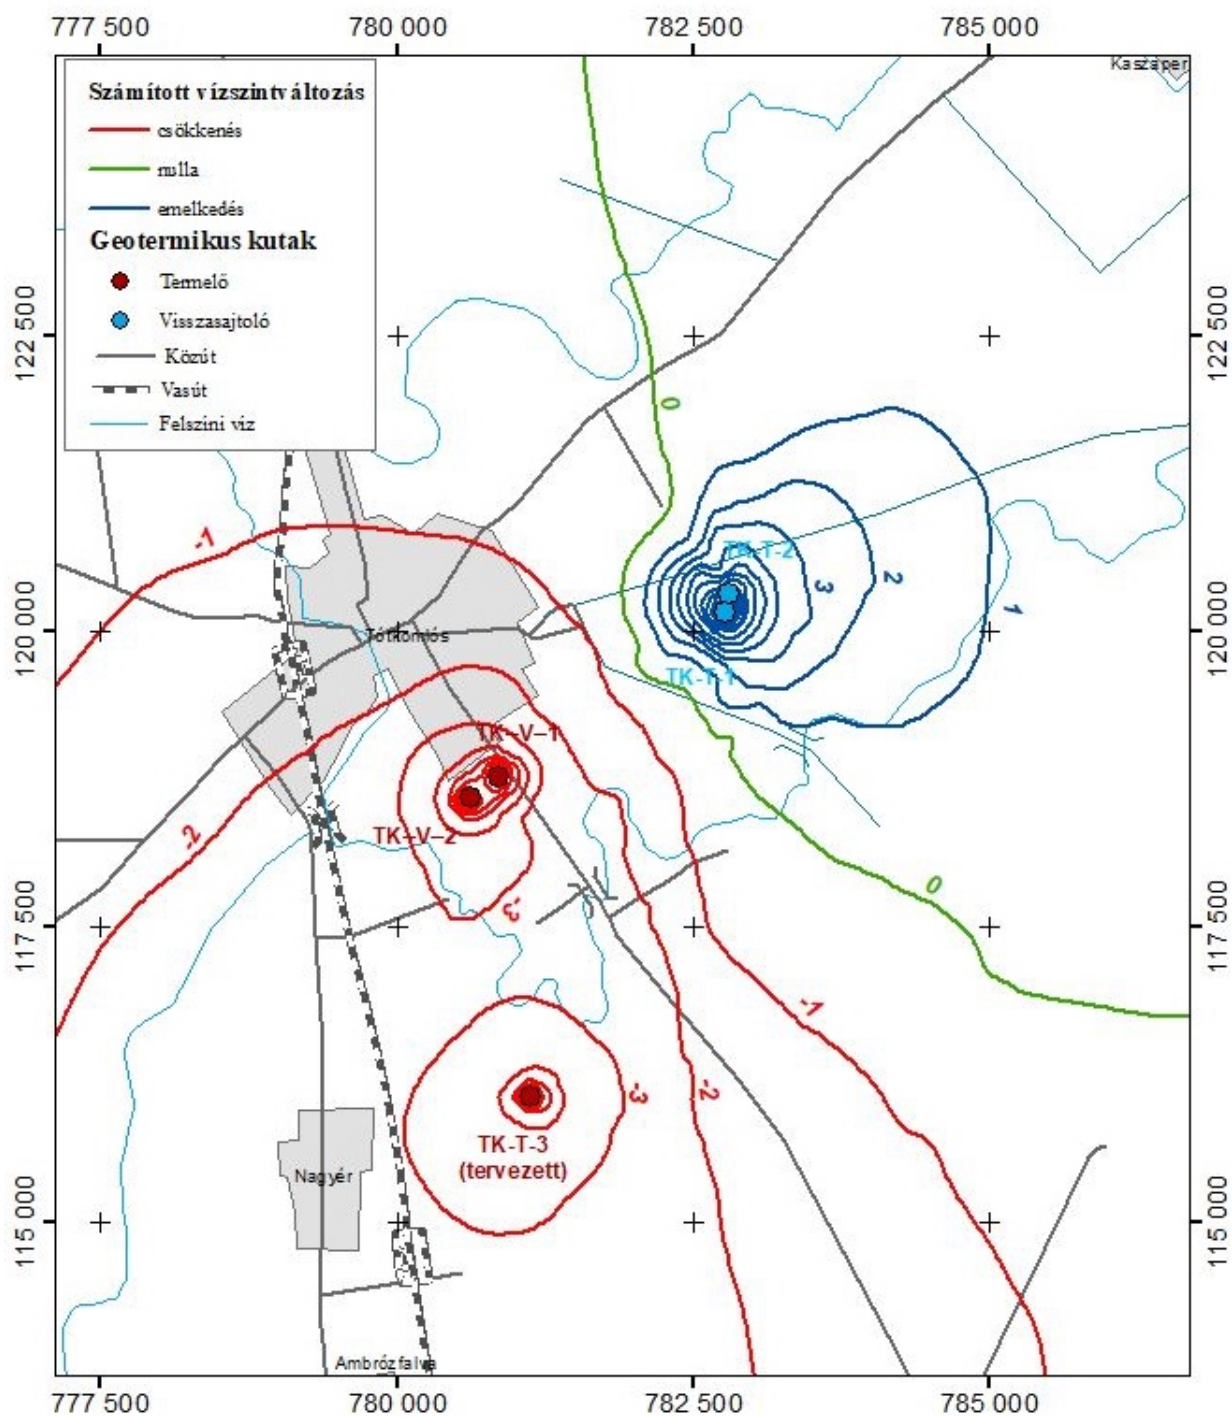 777 500 780 000 782 500 785 000
Kaszaper
Számított vízszintváltozás
csökkenés
nulla
emelkedés
Geotermikus kutak
Termelő
Visszasajtoló
Közút
Vasút
Felszíni víz
122 500 122 500
0
-1
TK-T-2
3 2 1
120 000 120 000
Tótkomlós
TK-T-1
TK-V-1
-2
TK-V-2
0
-3
117 500 117 500
-1
-3 -2
TK-T-3
(tervezett)
Nagyér
115 000 115 000
Ambrózfalva
777 500 780 000 782 500 785 000